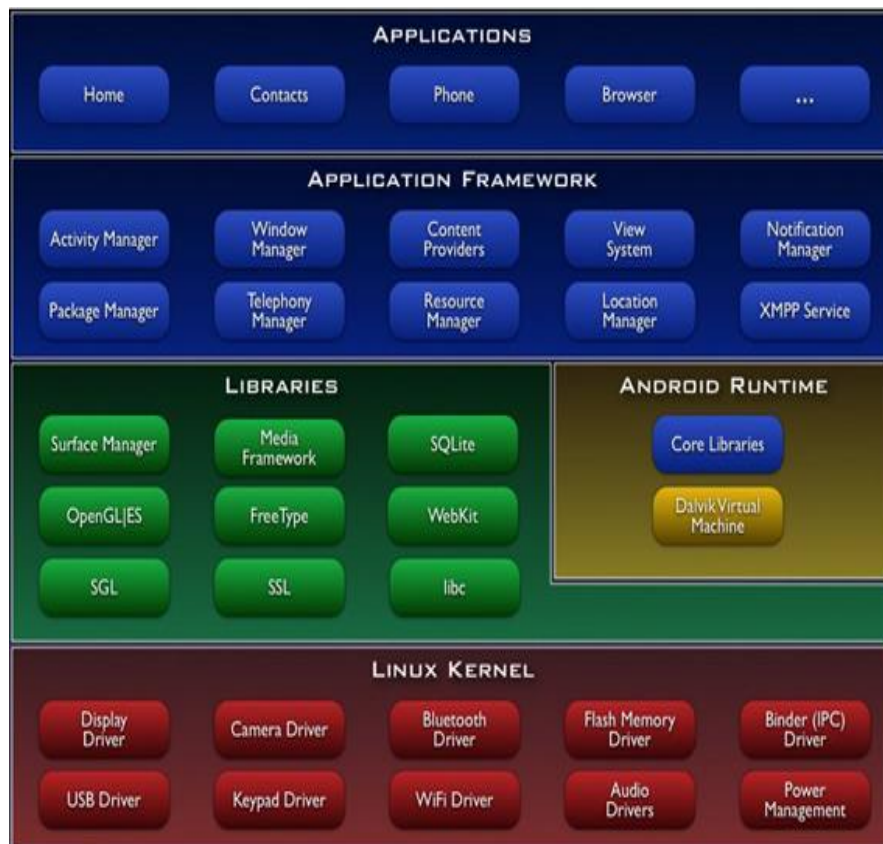 APPLICATIONS
Home
Contacts
Phone
Browser
...
APPLICATION FRAMEWORK
Activity Manager
Window
Manager
Content
Providers
View
System
Notification
Manager
Package Manager
Telephony
Manager
Resource
Manager
Location
Manager
XMPP Service
LIBRARIES
Surface Manager
Media
Framework
SQLite
OpenGL|ES
FreeType
WebKit
SGL
SSL
libc
ANDROID RUNTIME
Core Libraries
Dalvik Virtual
Machine
LINUX KERNEL
Display
Driver
Camera Driver
Bluetooth
Driver
Flash Memory
Driver
Binder (IPC)
Driver
USB Driver
Keypad Driver
WiFi Driver
Audio
Drivers
Power
Management